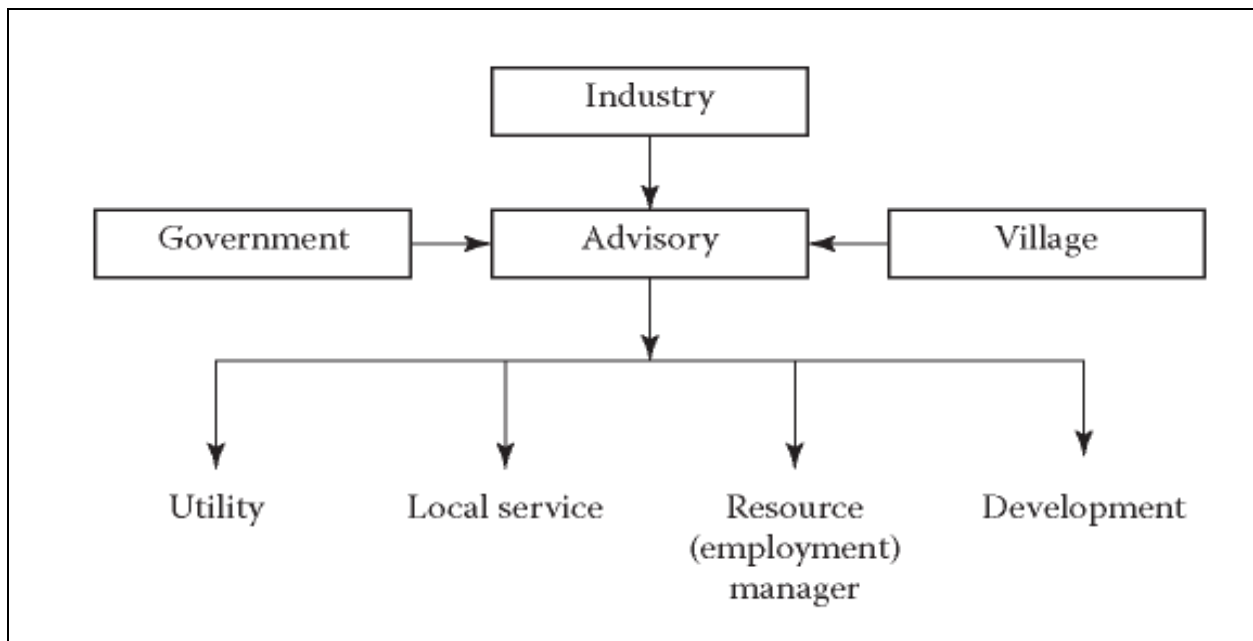 Industry
Government
Advisory
Village
Utility
Local service
Resource
(employment)
manager
Development